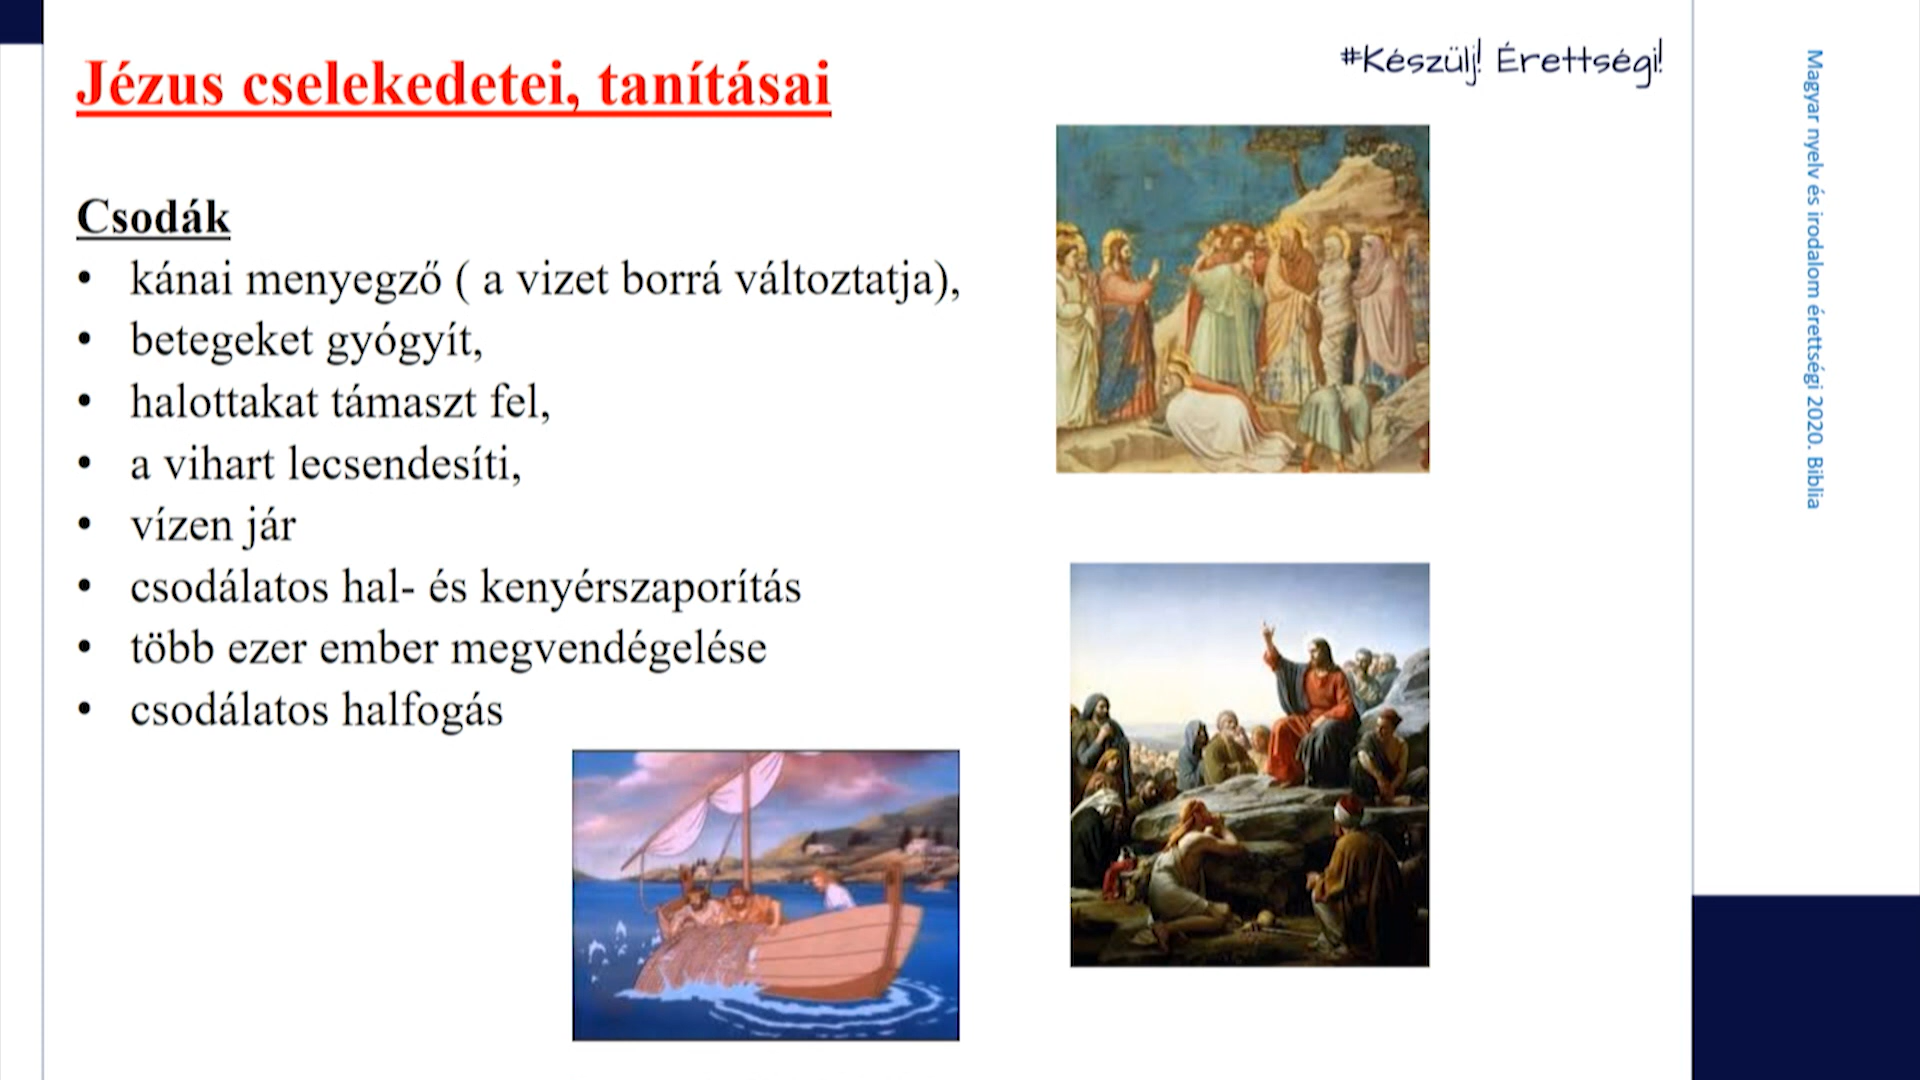 Jézus cselekedetei, tanításai
#Készülj! Érettségi!
Csodák
• kánai menyegző ( a vizet borrá változtatja),
• betegeket gyógyít,
• halottakat támaszt fel,
• a vihart lecsendesíti,
• vízen jár
• csodálatos hal- és kenyérszaporítás
• több ezer ember megvendégelése
• csodálatos halfogás
Magyar nyelv és irodalom érettségi 2020. Biblia